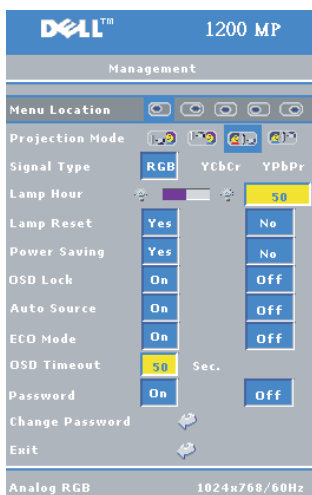 DELL™ 1200 MP
Management
Menu Location
Projection Mode
Signal Type RGB YCbCr YPbPr
Lamp Hour 50
Lamp Reset Yes No
Power Saving Yes No
OSD Lock On Off
Auto Source On Off
ECO Mode On Off
OSD Timeout 50 Sec.
Password On Off
Change Password
Exit
Analog RGB 1024x768/60Hz